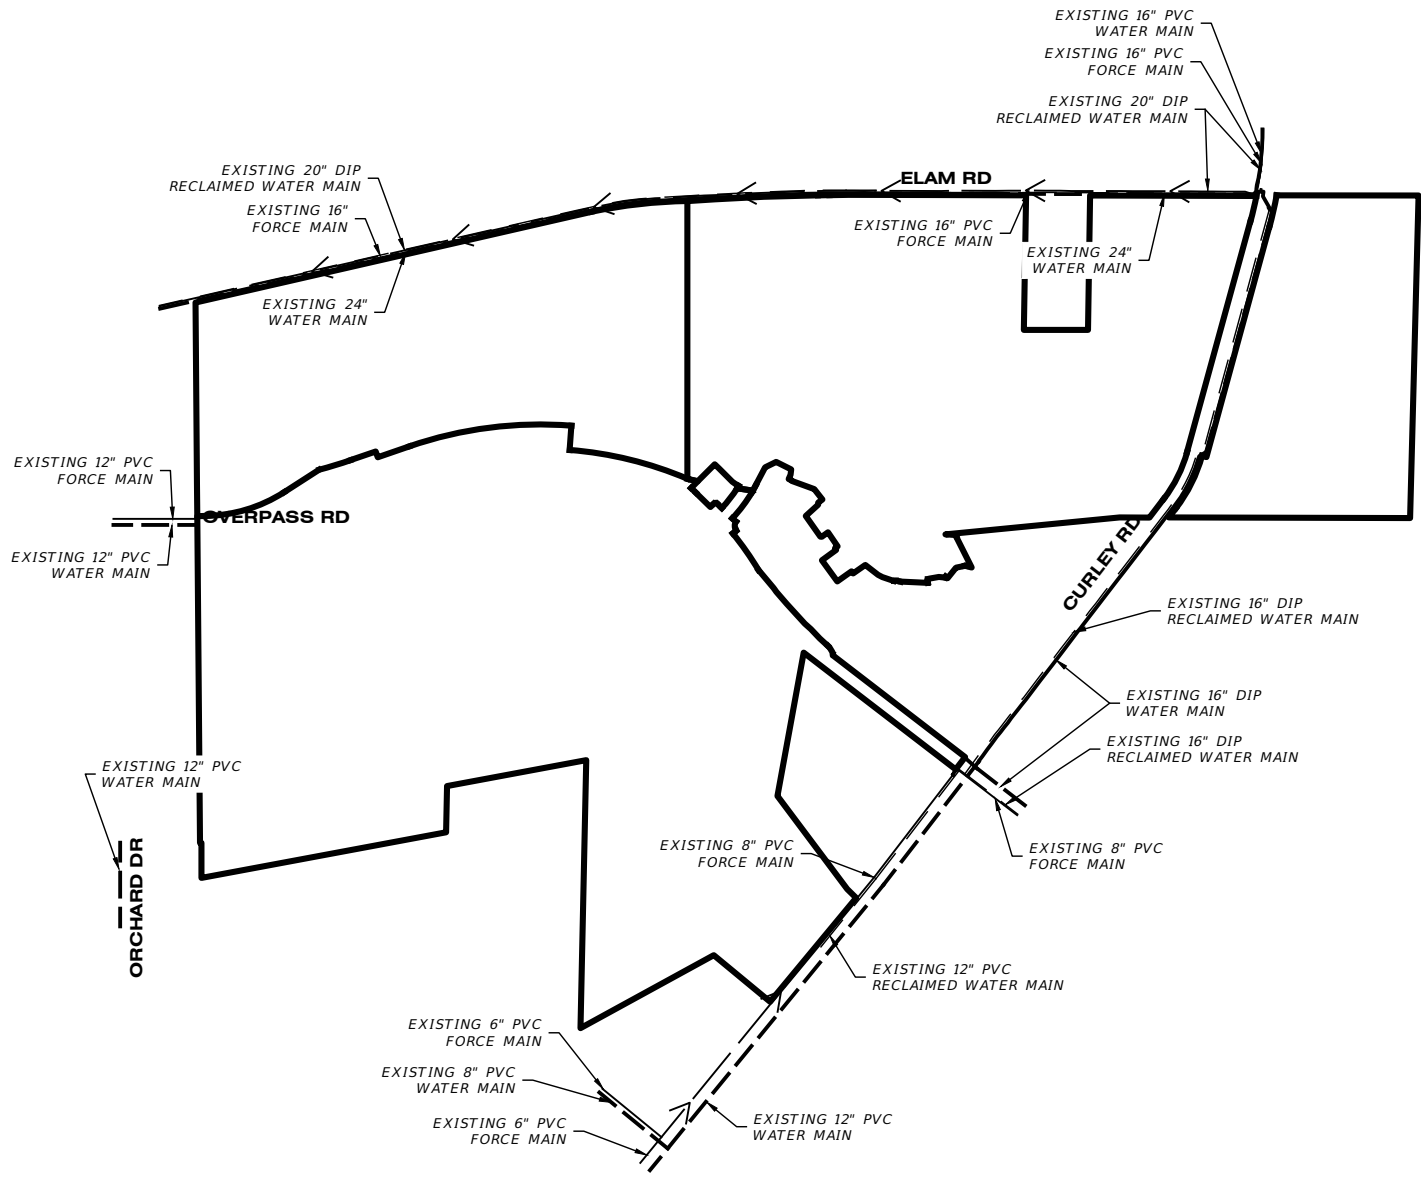 EXISTING 16" PVC
WATER MAIN
EXISTING 16" PVC
FORCE MAIN
EXISTING 20" DIP
RECLAIMED WATER MAIN
EXISTING 20" DIP
RECLAIMED WATER MAIN
ELAM RD
EXISTING 16"
FORCE MAIN
EXISTING 16" PVC
FORCE MAIN
EXISTING 24"
WATER MAIN
EXISTING 24"
WATER MAIN
EXISTING 12" PVC
FORCE MAIN
OVERPASS RD
EXISTING 12" PVC
WATER MAIN
CURLEY RD
EXISTING 16" DIP
RECLAIMED WATER MAIN
EXISTING 16" DIP
WATER MAIN
EXISTING 16" DIP
RECLAIMED WATER MAIN
EXISTING 12" PVC
WATER MAIN
ORCHARD DR
EXISTING 8" PVC
FORCE MAIN
EXISTING 8" PVC
FORCE MAIN
EXISTING 12" PVC
RECLAIMED WATER MAIN
EXISTING 6" PVC
FORCE MAIN
EXISTING 8" PVC
WATER MAIN
EXISTING 6" PVC
FORCE MAIN
EXISTING 12" PVC
WATER MAIN